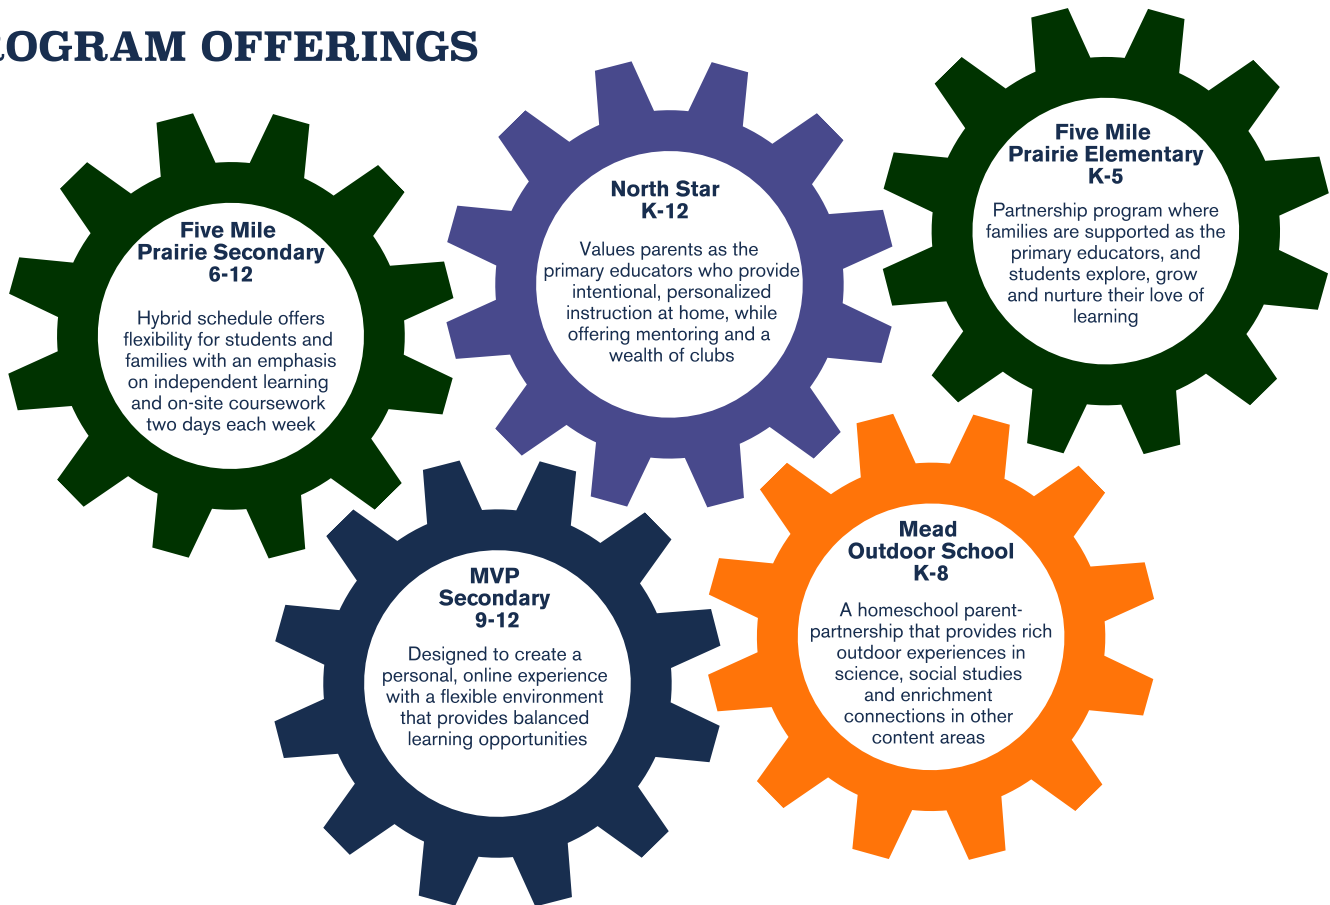 ROGRAM OFFERINGS
Five Mile
Prairie Secondary
6-12
Hybrid schedule offers
flexibility for students and
families with an emphasis
on independent learning
and on-site coursework
two days each week
North Star
K-12
Values parents as the
primary educators who provide
intentional, personalized
instruction at home, while
offering mentoring and a
wealth of clubs
Five Mile
Prairie Elementary
K-5
Partnership program where
families are supported as the
primary educators, and
students explore, grow
and nurture their love of
learning
MVP
Secondary
9-12
Designed to create a
personal, online experience
with a flexible environment
that provides balanced
learning opportunities
Mead
Outdoor School
K-8
A homeschool parent-
partnership that provides rich
outdoor experiences in
science, social studies
and enrichment
connections in other
content areas